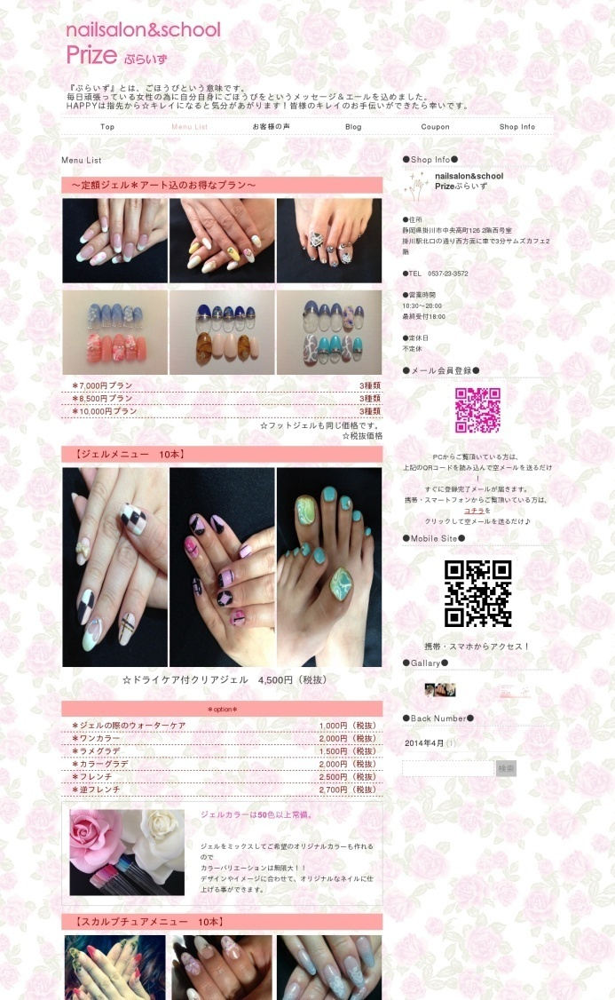 nailsalon&school
Prize ぷらいず
『ぷらいず』とは、ごほうびという意味です。
毎日頑張っている女性の為に自分自身にごほうびをというメッセージ＆エールを込めました。
HAPPYは指先から☆キレイになると気分があがります！皆様のキレイのお手伝いができたら幸いです。
Top
Menu List
お客様の声
Blog
Coupon
Shop Info
Menu List
～定額ジェル＊アート込のお得なプラン～
＊7,000円プラン 3種類
＊8,500円プラン 3種類
＊10,000円プラン 3種類
☆フットジェルも同じ価格です。
☆税抜価格
【ジェルメニュー　10本】
☆ドライケア付クリアジェル　4,500円（税抜）
＊option＊
＊ジェルの際のウォーターケア 1,000円（税抜）
＊ワンカラー 2,000円（税抜）
＊ラメグラデ 1,500円（税抜）
＊カラーグラデ 2,000円（税抜）
＊フレンチ 2,500円（税抜）
＊逆フレンチ 2,700円（税抜）
ジェルカラーは50色以上常備。
ジェルをミックスしてご希望のオリジナルカラーも作れる
ので
カラーバリエーションは無限大！！
デザインやイメージに合わせて、オリジナルなネイルに仕
上げる事ができます。
【スカルプチュアメニュー　10本】
●Shop Info●
nailsalon&school
Prizeぷらいず
●住所
静岡県掛川市中央高町126 2階西号室
掛川駅北口の通り西方面に車で3分サムズカフェ2
階
●TEL　0537-23-3572
●営業時間
10:30～20:00
最終受付18:00
●定休日
不定休
●メール会員登録●
PCからご覧頂いている方は、
上記のQRコードを読み込んで空メールを送るだけ
！
すぐに登録完了メールが届きます。
携帯・スマートフォンからご覧頂いている方は、
コチラを
クリックして空メールを送るだけ♪
●Mobile Site●
携帯・スマホからアクセス！
●Gallary●
●Back Number●
2014年4月 (1)
検索